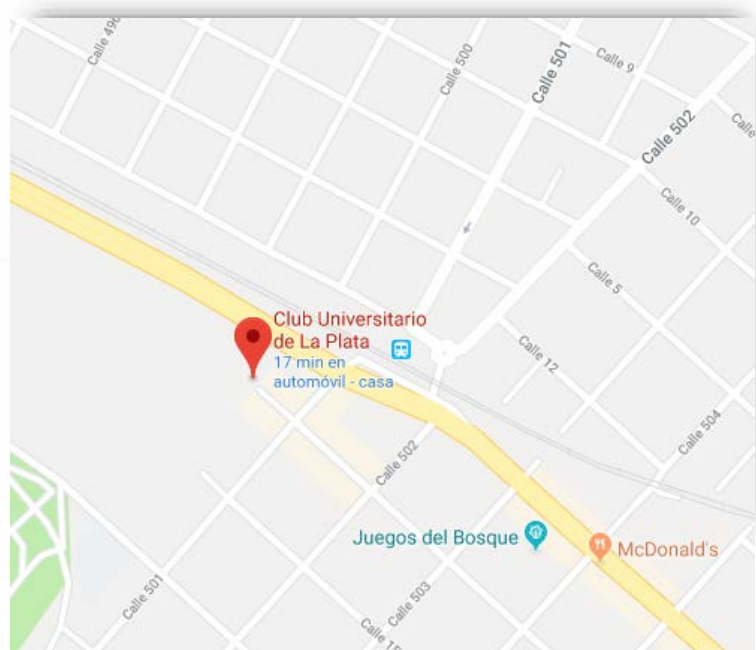 Calle 496
Calle 500
Calle 501
Calle 9
Calle 502
Calle
Calle 10
Calle 5
Club Universitario
de La Plata
17 min en
automóvil - casa
Calle 12
Calle 504
Calle 502
Juegos del Bosque
McDonald's
Calle 501
Calle 503
Calle 15